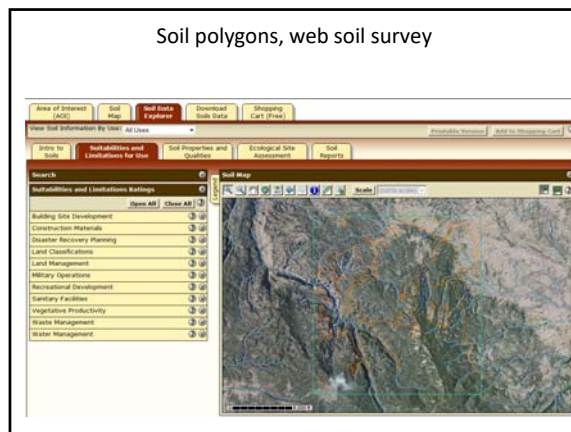 Soil polygons, web soil survey
Area of Interest (AOI)
Soil Map
Soil Data Explorer
Download Soils Data
Shopping Cart (Free)
View Soil Information By Use: All Uses
Printable Version
Add to Shopping Cart
Intro to Soils
Suitabilities and Limitations for Use
Soil Properties and Qualities
Ecological Site Assessment
Soil Reports
Search
Suitabilities and Limitations Ratings
Open All
Close All
Building Site Development
Construction Materials
Disaster Recovery Planning
Land Classifications
Land Management
Military Operations
Recreational Development
Sanitary Facilities
Vegetative Productivity
Waste Management
Water Management
Legend
Soil Map
Scale